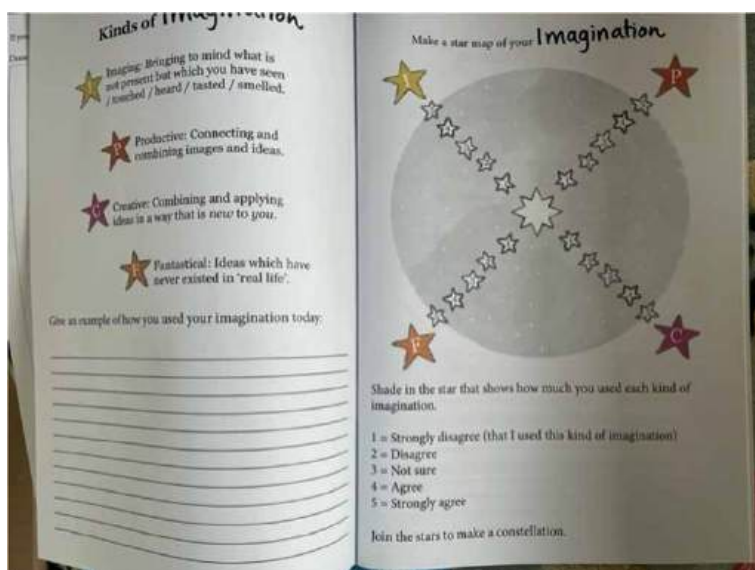 Kinds of Imagination
I
Imaging: Bringing to mind what is
not present but which you have seen
/ touched / heard / tasted / smelled.
P
Productive: Connecting and
combining images and ideas.
C
Creative: Combining and applying
ideas in a way that is new to you.
F
Fantastical: Ideas which have
never existed in 'real life'.
Give an example of how you used your imagination today:
Make a star map of your Imagination
I
P
F
C
Shade in the star that shows how much you used each kind of
imagination.
1 = Strongly disagree (that I used this kind of imagination)
2 = Disagree
3 = Not sure
4 = Agree
5 = Strongly agree
Join the stars to make a constellation.